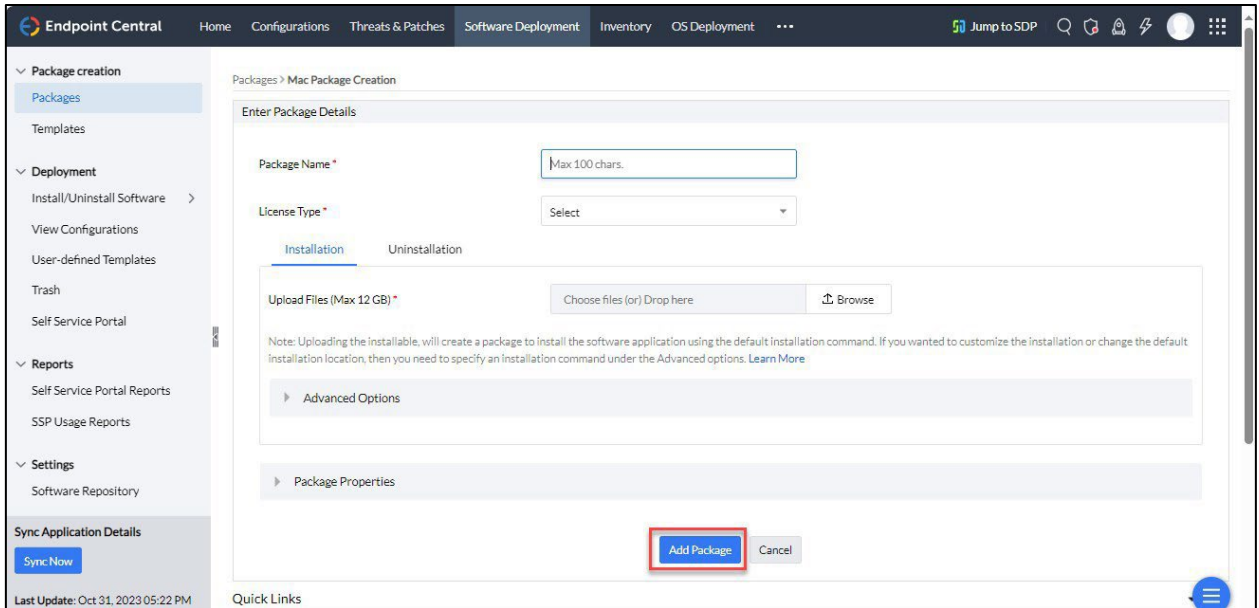 Endpoint Central
Home Configurations Threats & Patches Software Deployment Inventory OS Deployment ••• Jump to SDP
Package creation
Packages
Templates
Deployment
Install/Uninstall Software
View Configurations
User-defined Templates
Trash
Self Service Portal
Reports
Self Service Portal Reports
SSP Usage Reports
Settings
Software Repository
Sync Application Details
Sync Now
Last Update: Oct 31, 2023 05:22 PM
Packages > Mac Package Creation
Enter Package Details
Package Name * Max 100 chars.
License Type * Select
Installation Uninstallation
Upload Files (Max 12 GB) * Choose files (or) Drop here Browse
Note: Uploading the installable, will create a package to install the software application using the default installation command. If you wanted to customize the installation or change the default
installation location, then you need to specify an installation command under the Advanced options. Learn More
Advanced Options
Package Properties
Add Package Cancel
Quick Links